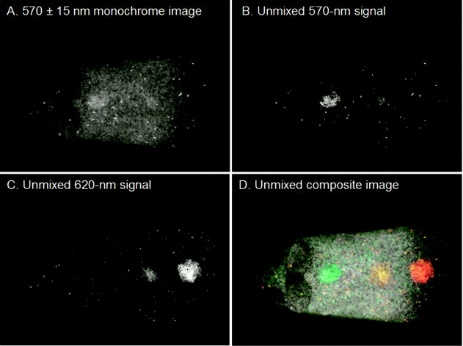 A. 570 ± 15 nm monochrome image
B. Unmixed 570-nm signal
C. Unmixed 620-nm signal
D. Unmixed composite image